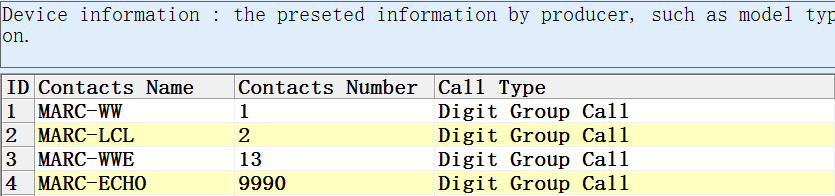 Device information : the preseted information by producer, such as model typ
on.
ID Contacts Name Contacts Number Call Type
1 MARC-WW 1 Digit Group Call
2 MARC-LCL 2 Digit Group Call
3 MARC-WWE 13 Digit Group Call
4 MARC-ECHO 9990 Digit Group Call